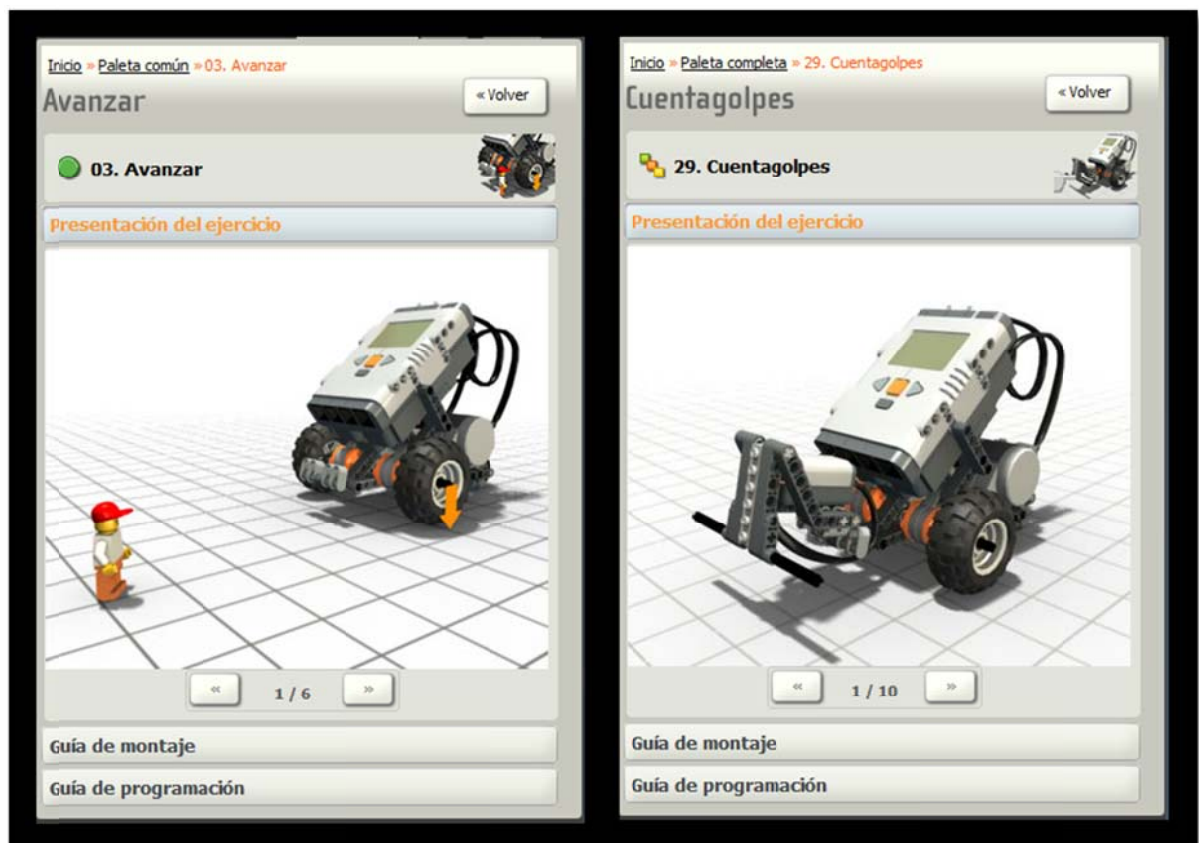 Inicio » Paleta común » 03. Avanzar
Avanzar
« Volver
03. Avanzar
Presentación del ejercicio
«
1 / 6
»
Guía de montaje
Guía de programación
Inicio » Paleta completa » 29. Cuentagolpes
Cuentagolpes
« Volver
29. Cuentagolpes
Presentación del ejercicio
«
1 / 10
»
Guía de montaje
Guía de programación